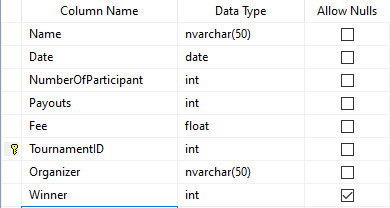 Column Name Data Type Allow Nulls
Name nvarchar(50)
Date date
NumberOfParticipant int
Payouts int
Fee float
TournamentID int
Organizer nvarchar(50)
Winner int